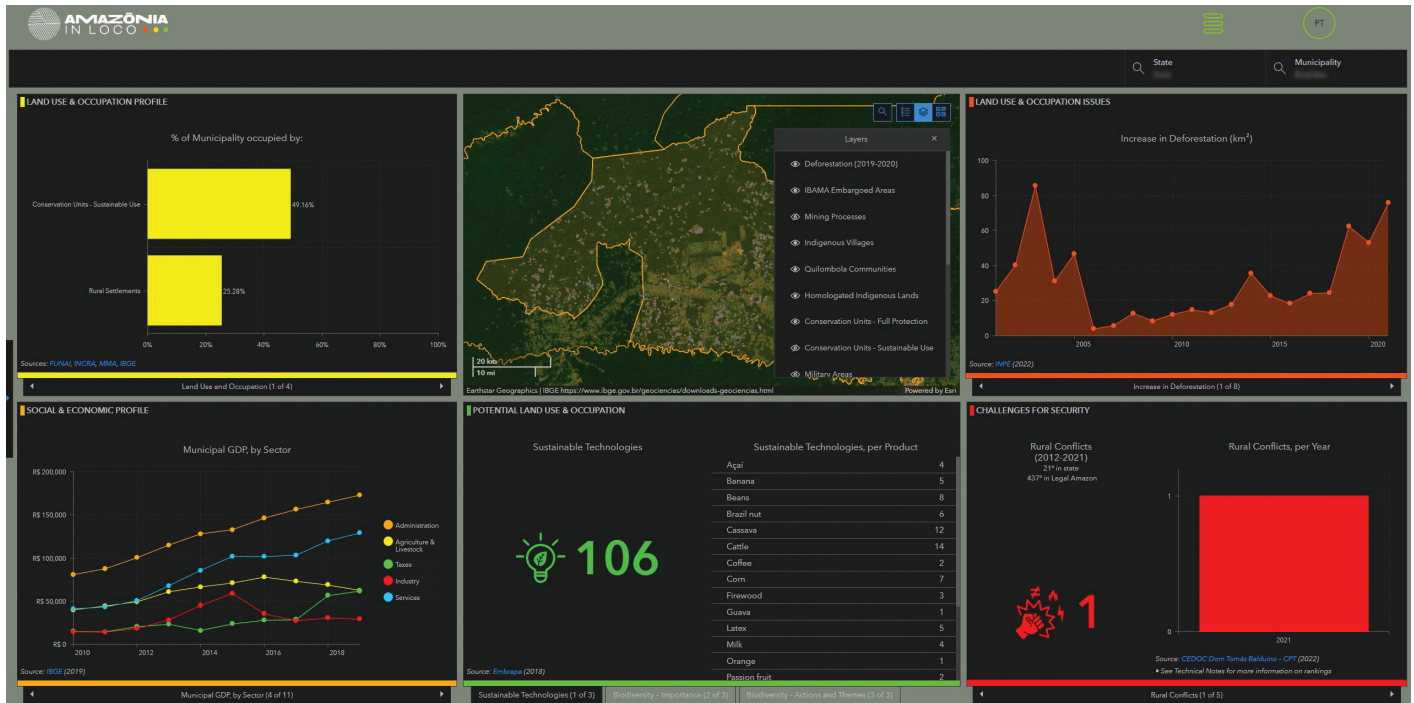 AMAZÔNIA
IN LOCO
PT
State
Municipality
LAND USE & OCCUPATION PROFILE
% of Municipality occupied by:
Conservation Units - Sustainable Use
49.16%
Rural Settlements
25.28%
0% 20% 40% 60% 80% 100%
Sources: FUNAI, INCRA, MMA, IBGE
Land Use and Occupation (1 of 4)
Layers
Deforestation (2019-2020)
IBAMA Embargoed Areas
Mining Processes
Indigenous Villages
Quilombola Communities
Homologated Indigenous Lands
Conservation Units - Full Protection
Conservation Units - Sustainable Use
Military Areas
20 km
10 mi
Earthstar Geographics | IBGE https://www.ibge.gov.br/geociencias/downloads-geociencias.html
Powered by Esri
LAND USE & OCCUPATION ISSUES
Increase in Deforestation (km²)
100
80
60
40
20
0
2005 2010 2015 2020
Source: INPE (2022)
Increase in Deforestation (1 of 8)
SOCIAL & ECONOMIC PROFILE
Municipal GDP, by Sector
R$ 200,000
R$ 150,000
R$ 100,000
R$ 50,000
R$ 0
2010 2012 2014 2016 2018
Administration
Agriculture &
Livestock
Taxes
Industry
Services
Source: IBGE (2019)
Municipal GDP, by Sector (4 of 11)
POTENTIAL LAND USE & OCCUPATION
Sustainable Technologies
106
Sustainable Technologies, per Product
Açaí 4
Banana 5
Beans 8
Brazil nut 6
Cassava 12
Cattle 14
Coffee 2
Corn 7
Firewood 3
Guava 1
Latex 5
Milk 4
Orange 1
Passion fruit 2
Source: Embrapa (2018)
Sustainable Technologies (1 of 3) Biodiversity - Importance (2 of 3) Biodiversity - Actions and Themes (3 of 3)
CHALLENGES FOR SECURITY
Rural Conflicts
(2012-2021)
21º in state
437º in Legal Amazon
1
Rural Conflicts, per Year
1
0
2021
Source: CEDOC Dom Tomás Balduino – CPT (2022)
• See Technical Notes for more information on rankings
Rural Conflicts (1 of 5)